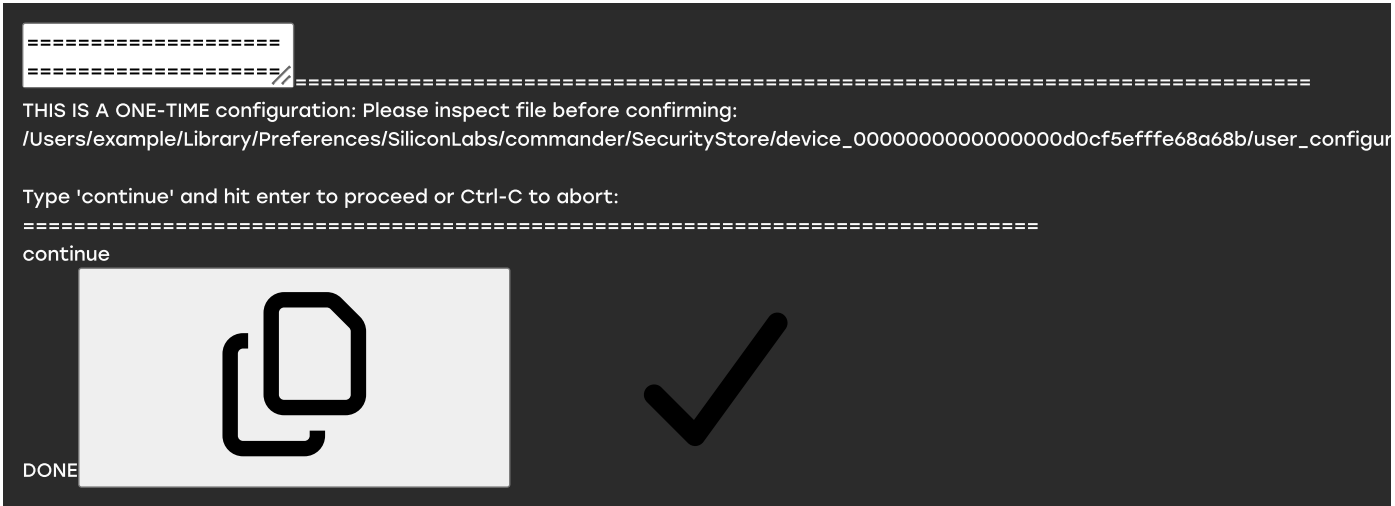 ====================
====================
================================================================================
THIS IS A ONE-TIME configuration: Please inspect file before confirming:
/Users/example/Library/Preferences/SiliconLabs/commander/SecurityStore/device_0000000000000000d0cf5efffe68a68b/user_configur
Type 'continue' and hit enter to proceed or Ctrl-C to abort:
================================================================================
continue
DONE